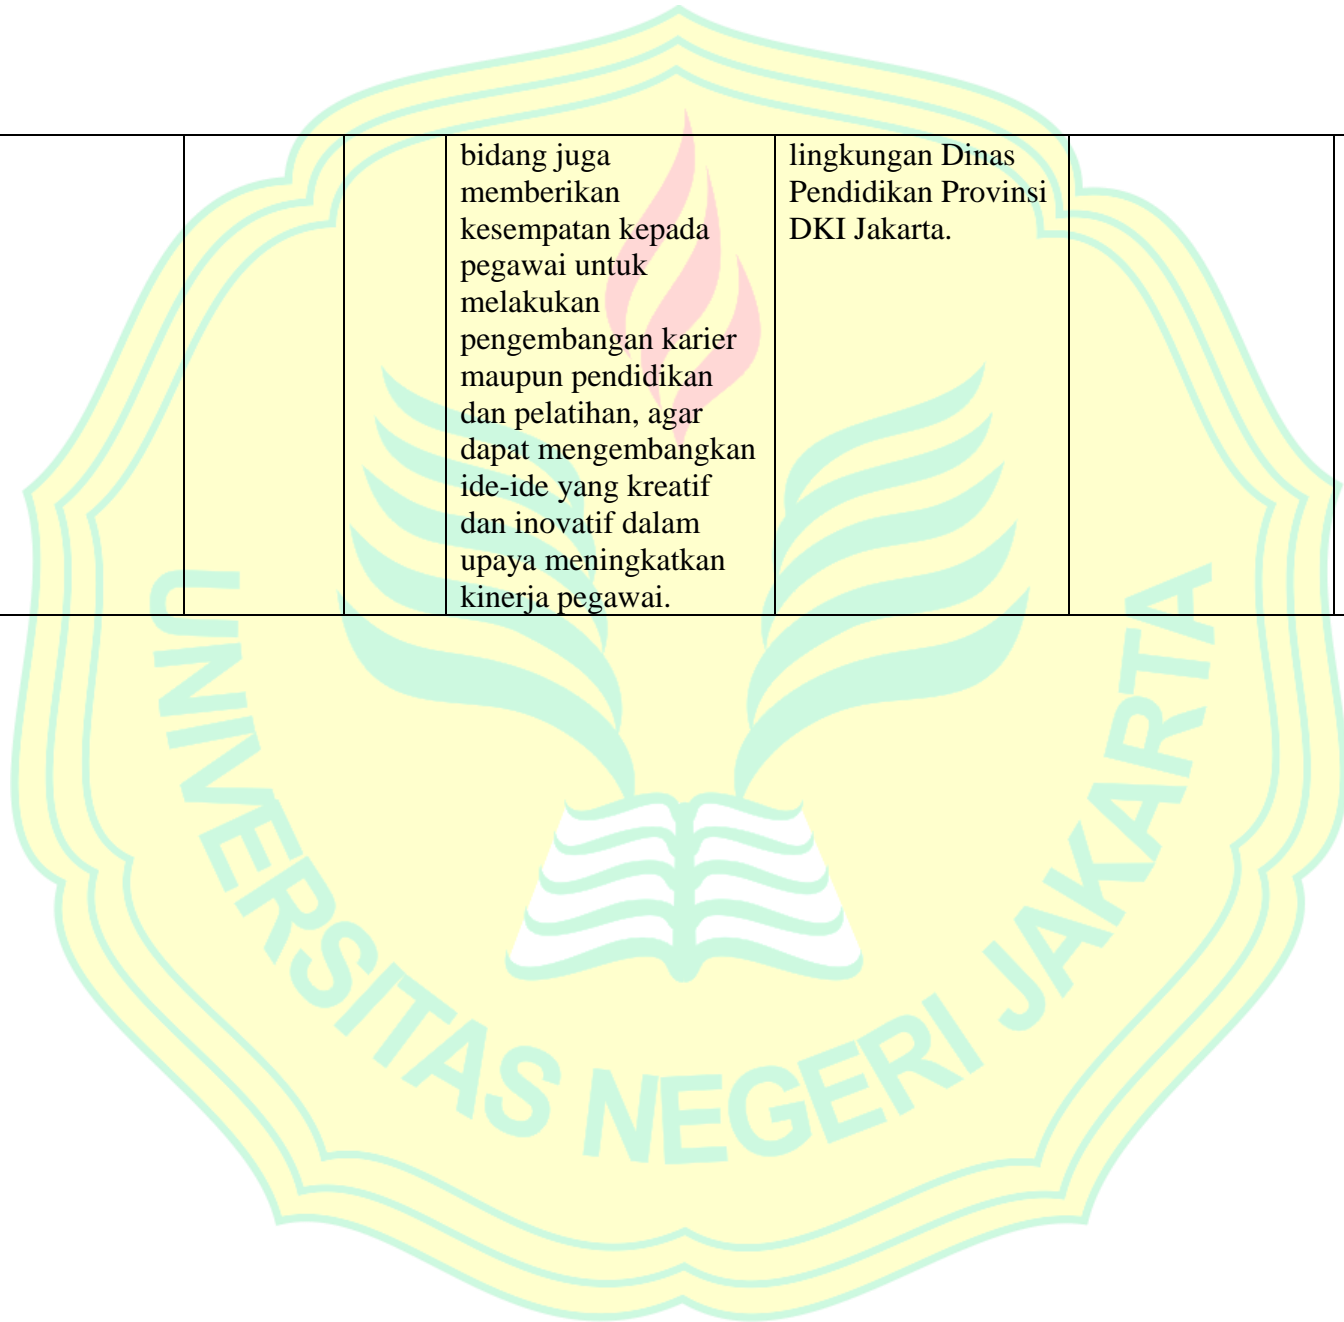 bidang juga
memberikan
kesempatan kepada
pegawai untuk
melakukan
pengembangan karier
maupun pendidikan
dan pelatihan, agar
dapat mengembangkan
ide-ide yang kreatif
dan inovatif dalam
upaya meningkatkan
kinerja pegawai.
lingkungan Dinas
Pendidikan Provinsi
DKI Jakarta.
UNIVERSITAS NEGERI JAKARTA